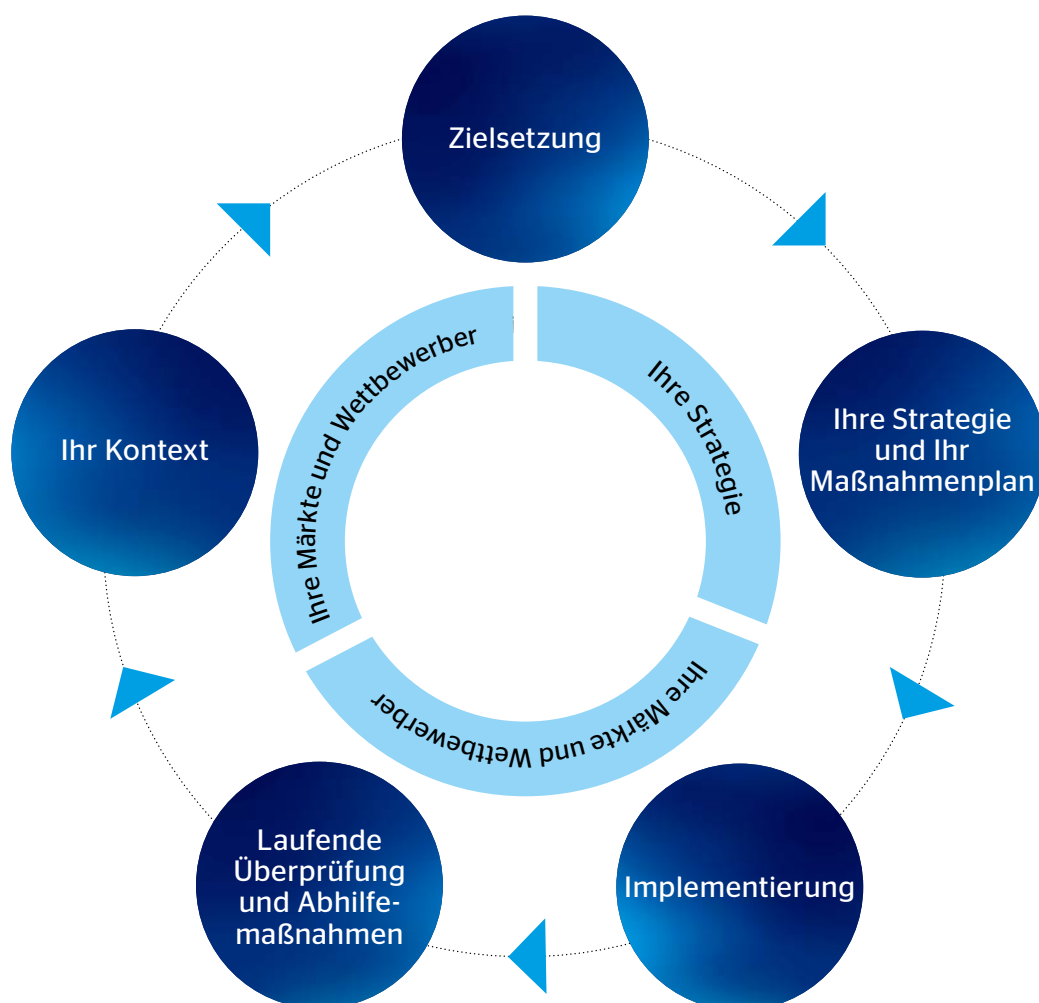 Zielsetzung
Ihre Strategie
und Ihr
Maßnahmenplan
Implementierung
Laufende
Überprüfung
und Abhilfe-
maßnahmen
Ihr Kontext
Ihre Märkte und Wettbewerber
Ihre Strategie
Ihre Märkte und Wettbewerber